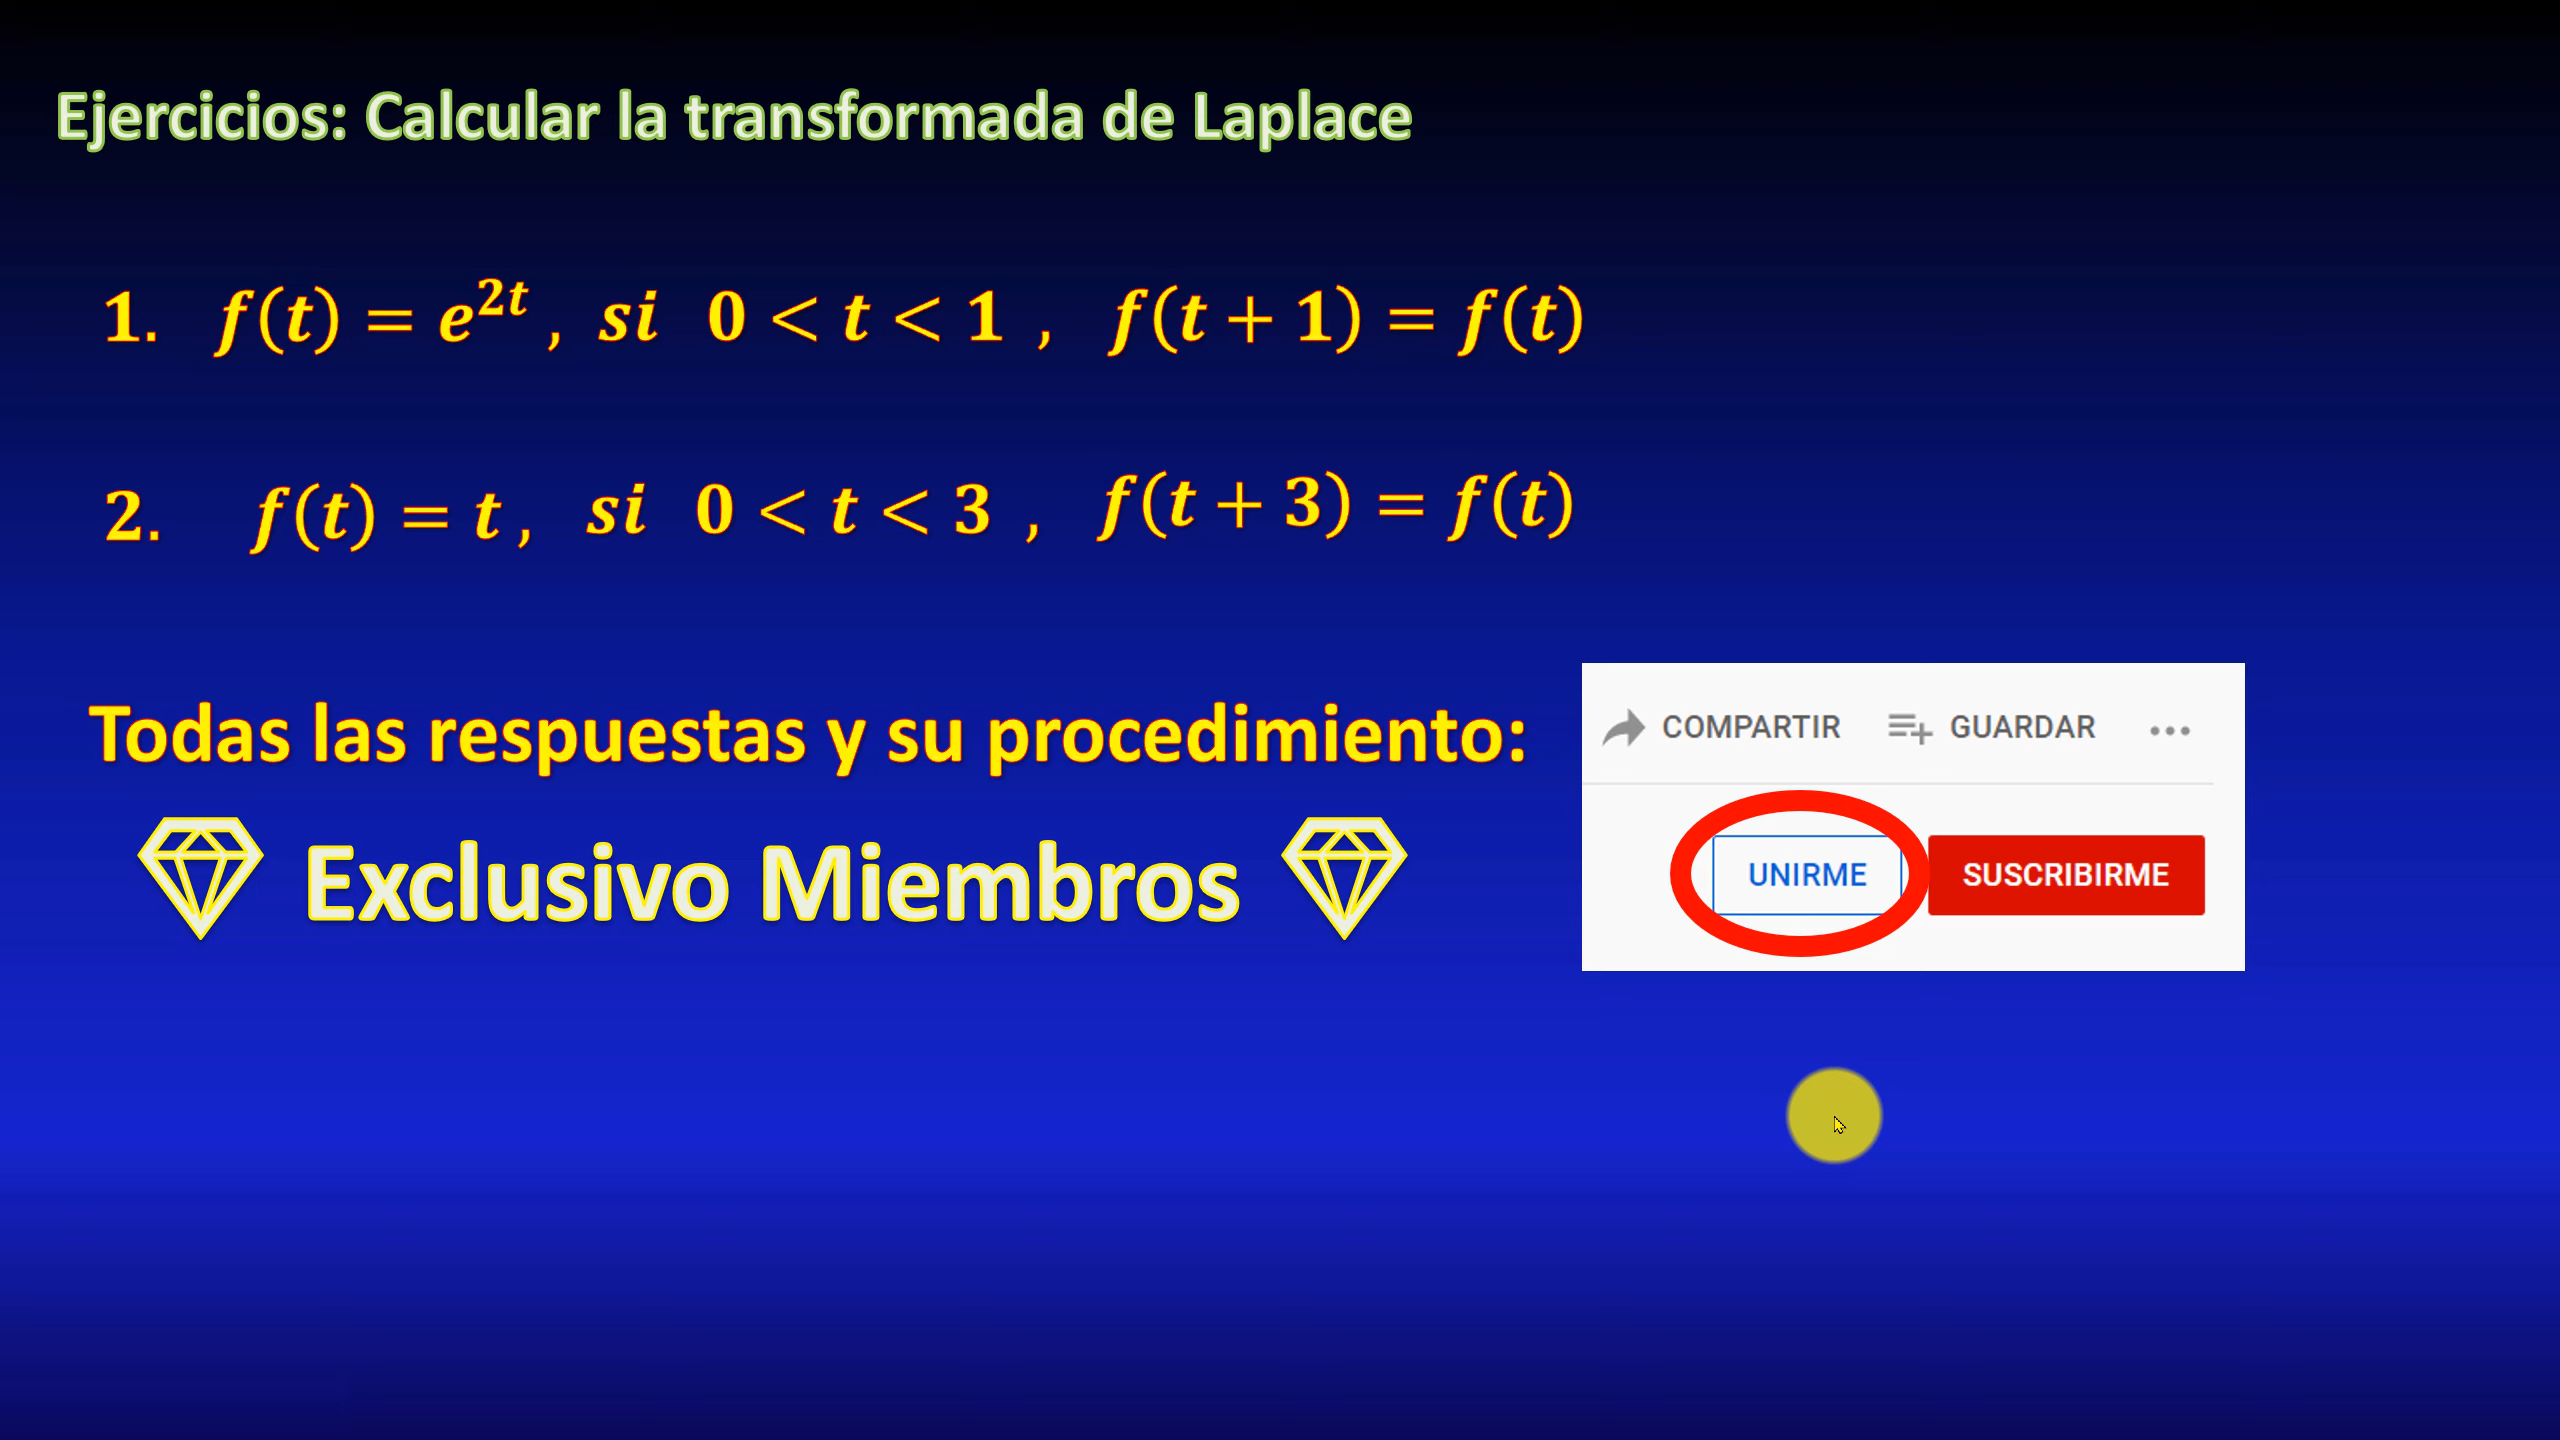 Ejercicios: Calcular la transformada de Laplace
1. f(t) = e^{2t} , si 0 < t < 1 , f(t + 1) = f(t)
2. f(t) = t , si 0 < t < 3 , f(t + 3) = f(t)
Todas las respuestas y su procedimiento:
Exclusivo Miembros
COMPARTIR GUARDAR ...
UNIRME SUSCRIBIRME